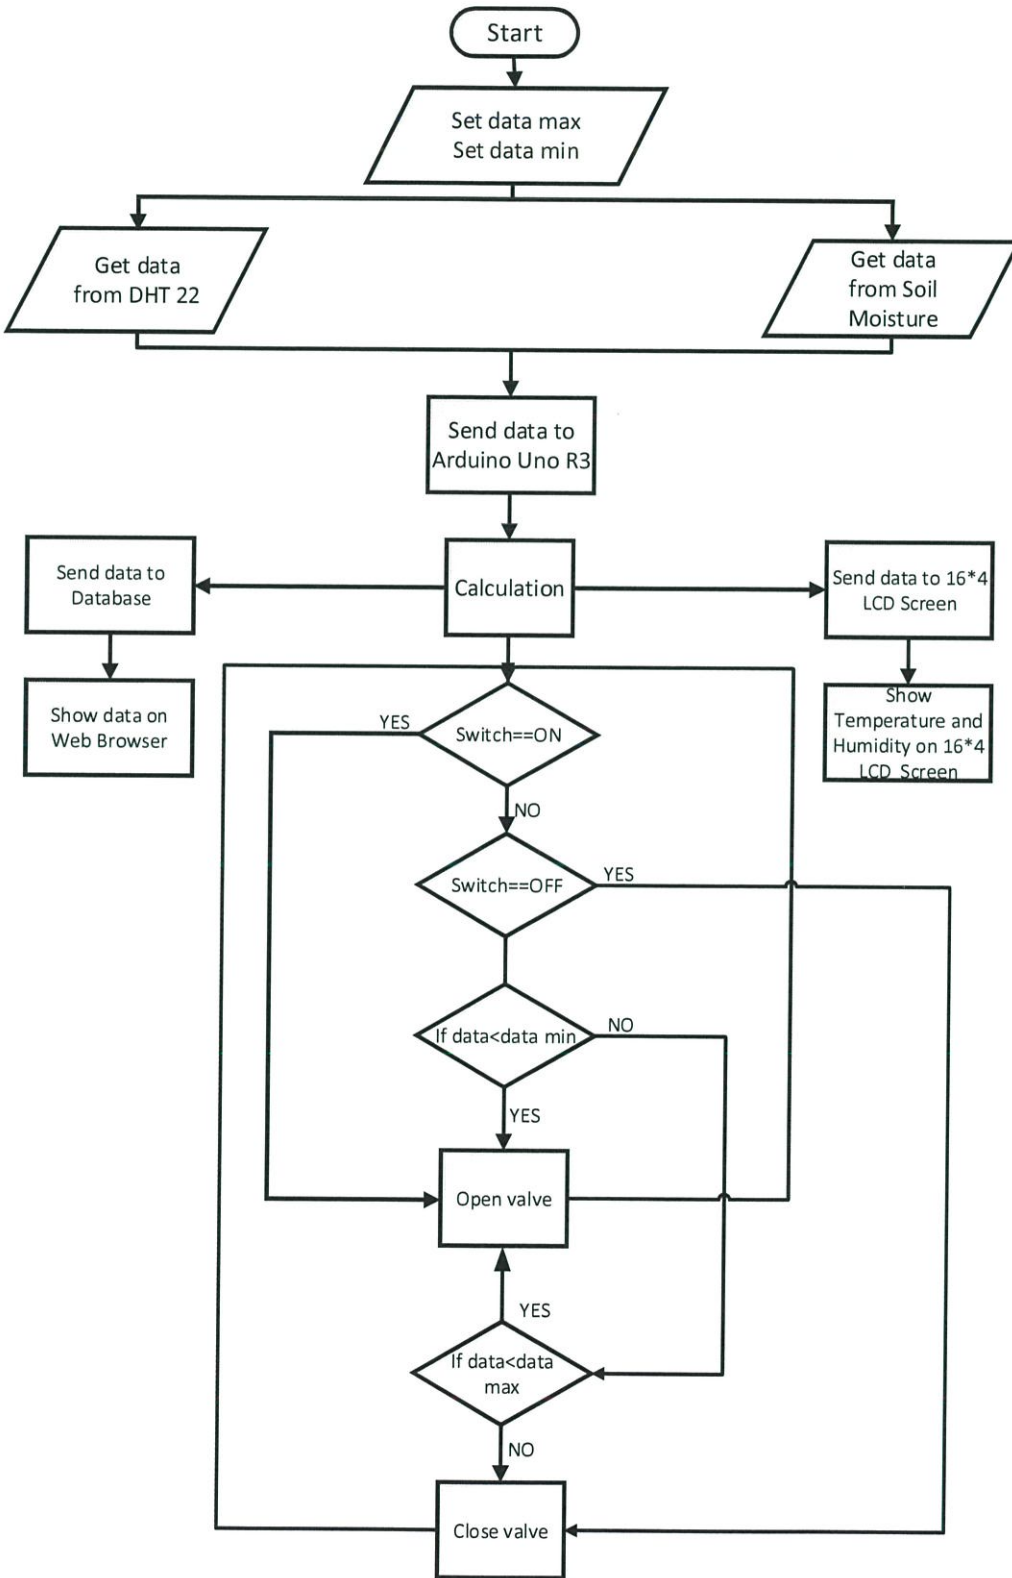 Start
Set data max
Set data min
Get data
from DHT 22
Get data
from Soil
Moisture
Send data to
Arduino Uno R3
Send data to
Database
Calculation
Send data to 16*4
LCD Screen
Show data on
Web Browser
Show
Temperature and
Humidity on 16*4
LCD Screen
YES
Switch==ON
NO
Switch==OFF
YES
If data<data min
NO
YES
Open valve
YES
If data<data
max
NO
Close valve